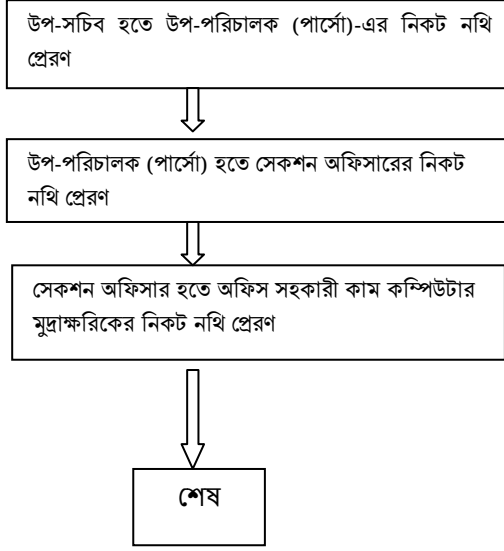 উপ-সচিব হতে উপ-পরিচালক (পার্সো)-এর নিকট নথি
প্রেরণ
উপ-পরিচালক (পার্সো) হতে সেকশন অফিসারের নিকট
নথি প্রেরণ
সেকশন অফিসার হতে অফিস সহকারী কাম কম্পিউটার
মুদ্রাক্ষরিকের নিকট নথি প্রেরণ
শেষ